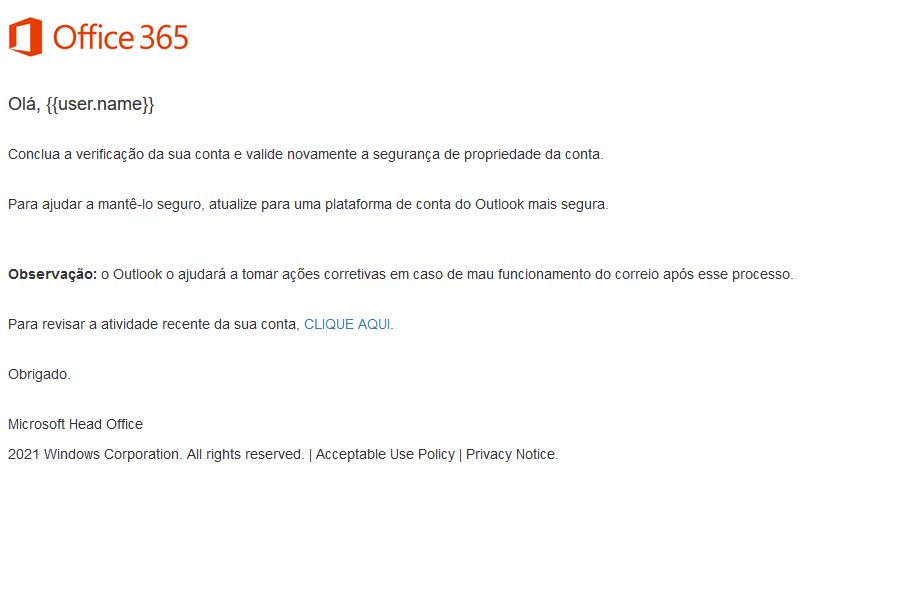 Office 365
Olá, {{user.name}}
Conclua a verificação da sua conta e valide novamente a segurança de propriedade da conta.
Para ajudar a mantê-lo seguro, atualize para uma plataforma de conta do Outlook mais segura.
Observação: o Outlook o ajudará a tomar ações corretivas em caso de mau funcionamento do correio após esse processo.
Para revisar a atividade recente da sua conta, CLIQUE AQUI.
Obrigado.
Microsoft Head Office
2021 Windows Corporation. All rights reserved. | Acceptable Use Policy | Privacy Notice.